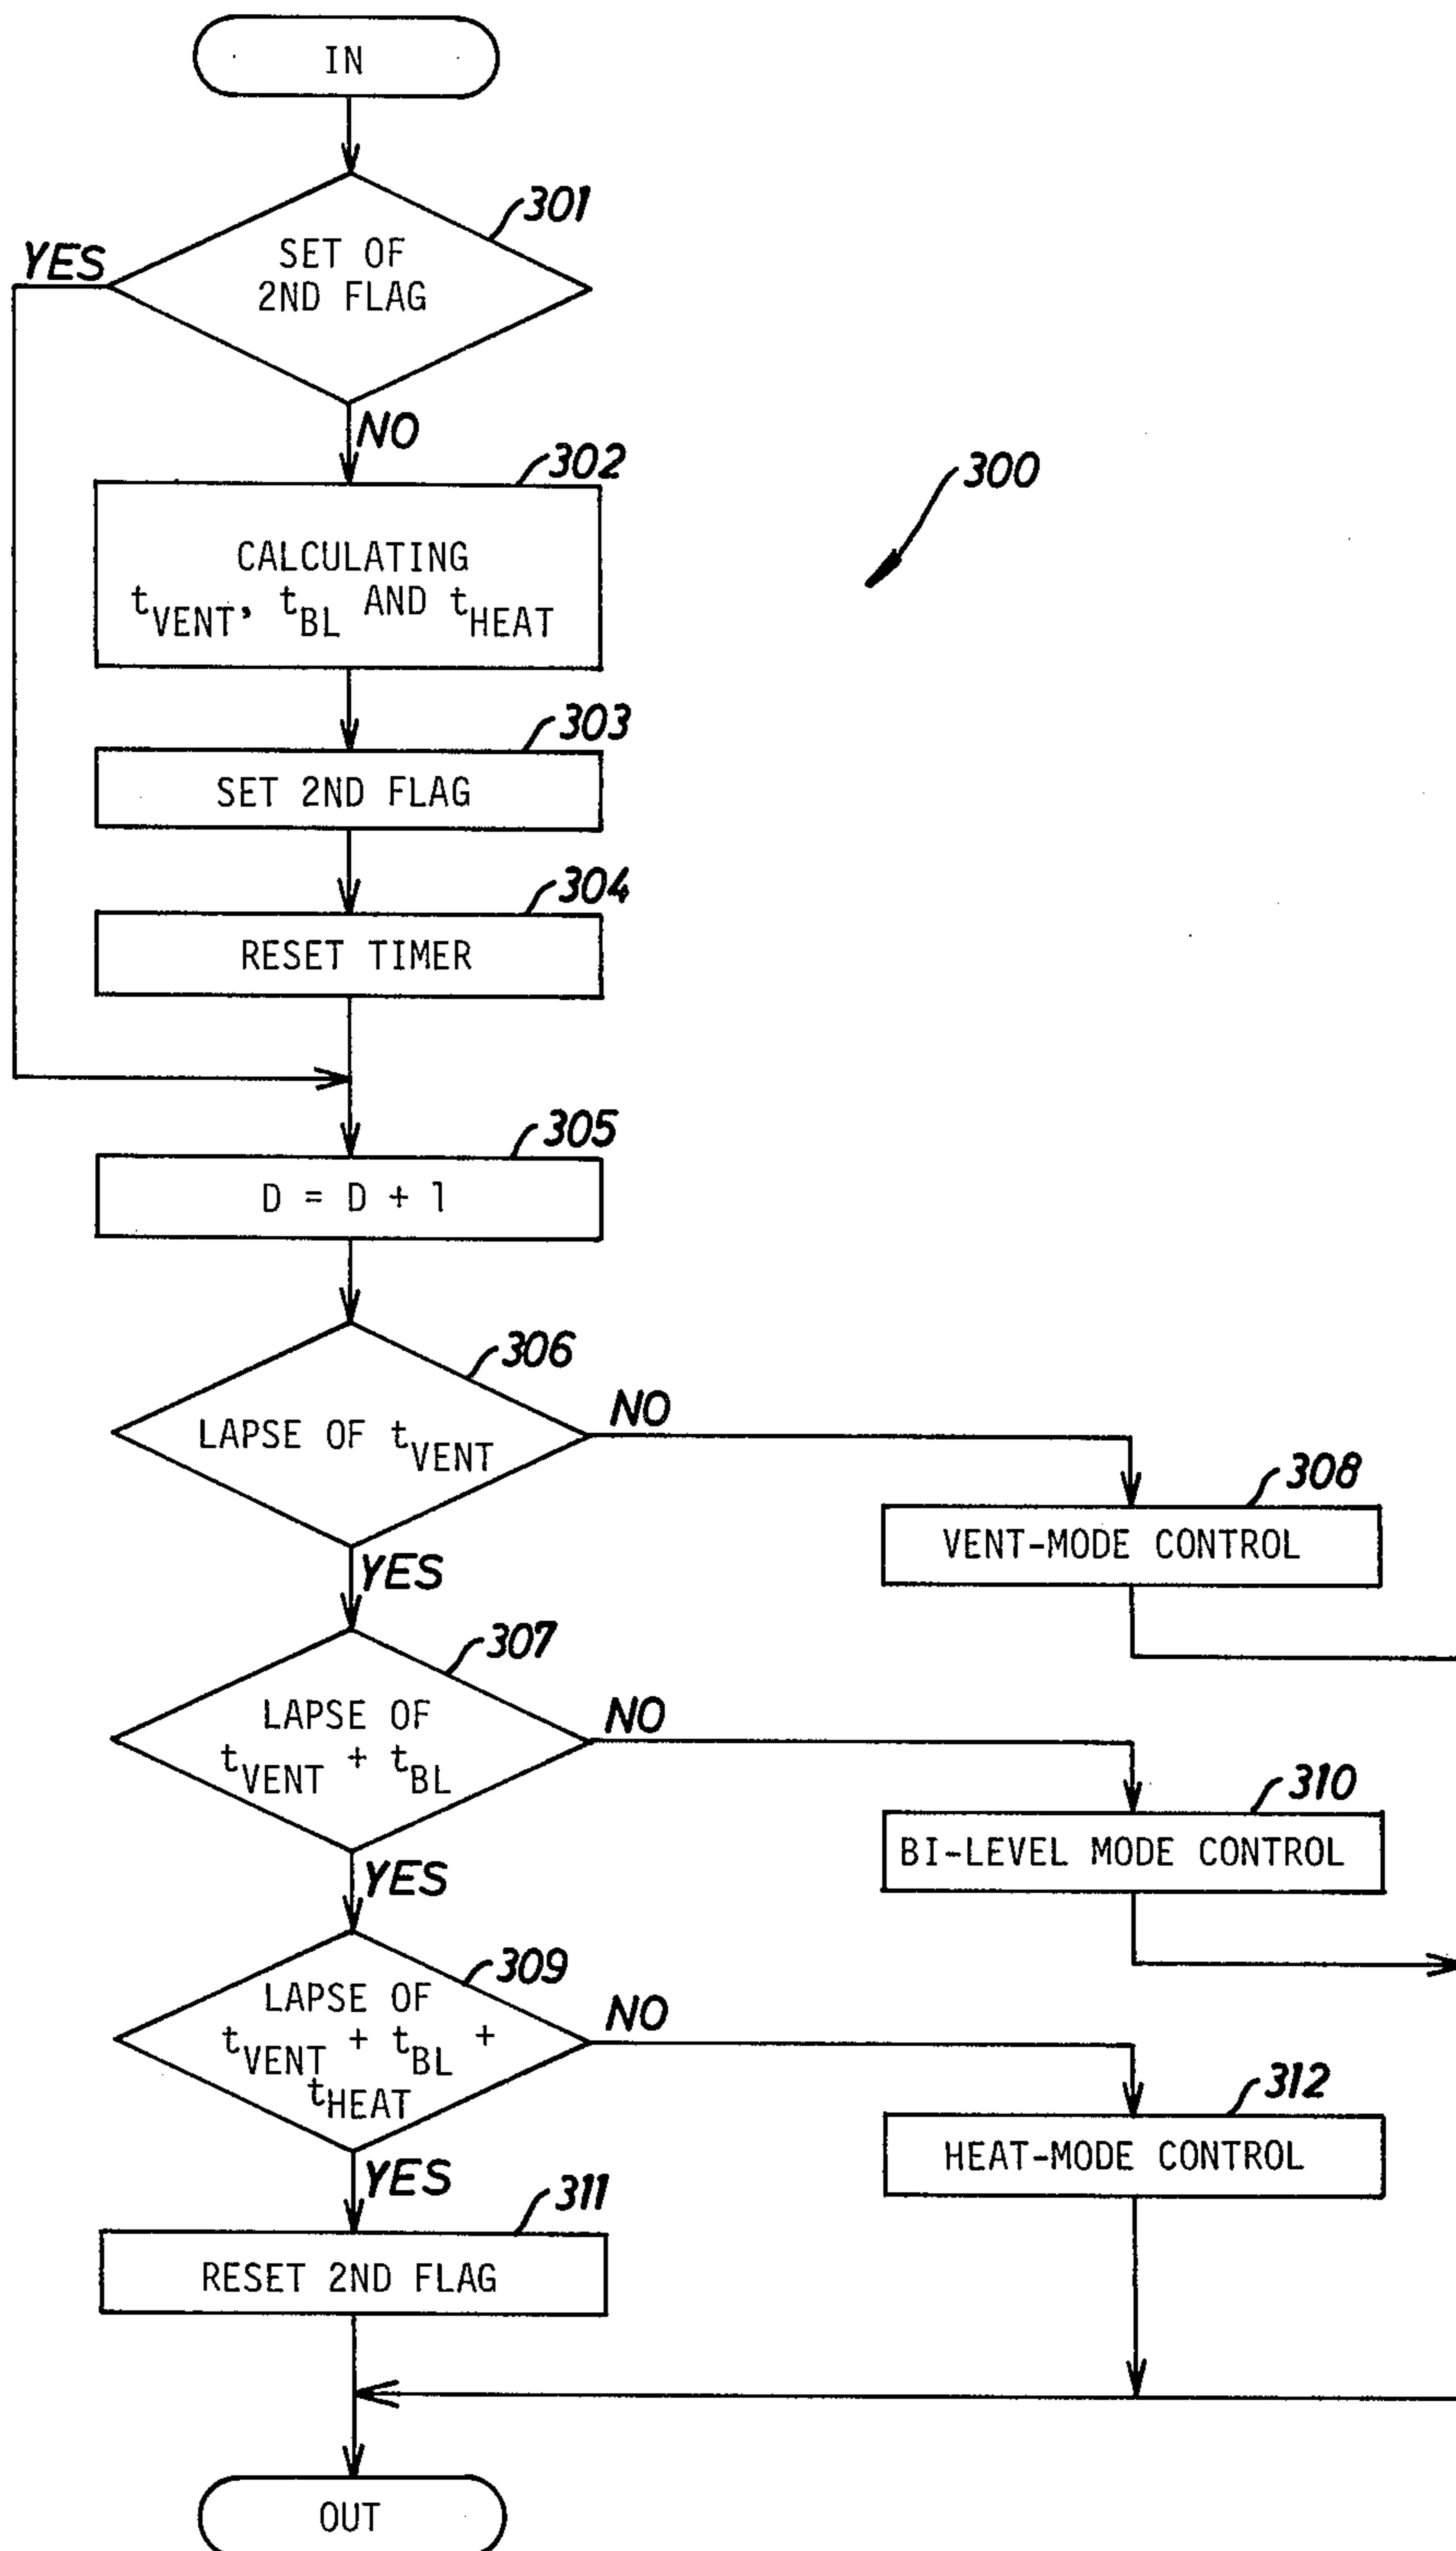 IN
301
YES
SET OF
2ND FLAG
NO
302
300
CALCULATING
tVENT, tBL AND tHEAT
303
SET 2ND FLAG
304
RESET TIMER
305
D = D + 1
306
NO
LAPSE OF tVENT
308
VENT-MODE CONTROL
YES
307
LAPSE OF
tVENT + tBL
NO
310
BI-LEVEL MODE CONTROL
YES
309
LAPSE OF
tVENT + tBL +
tHEAT
NO
312
HEAT-MODE CONTROL
YES
311
RESET 2ND FLAG
OUT